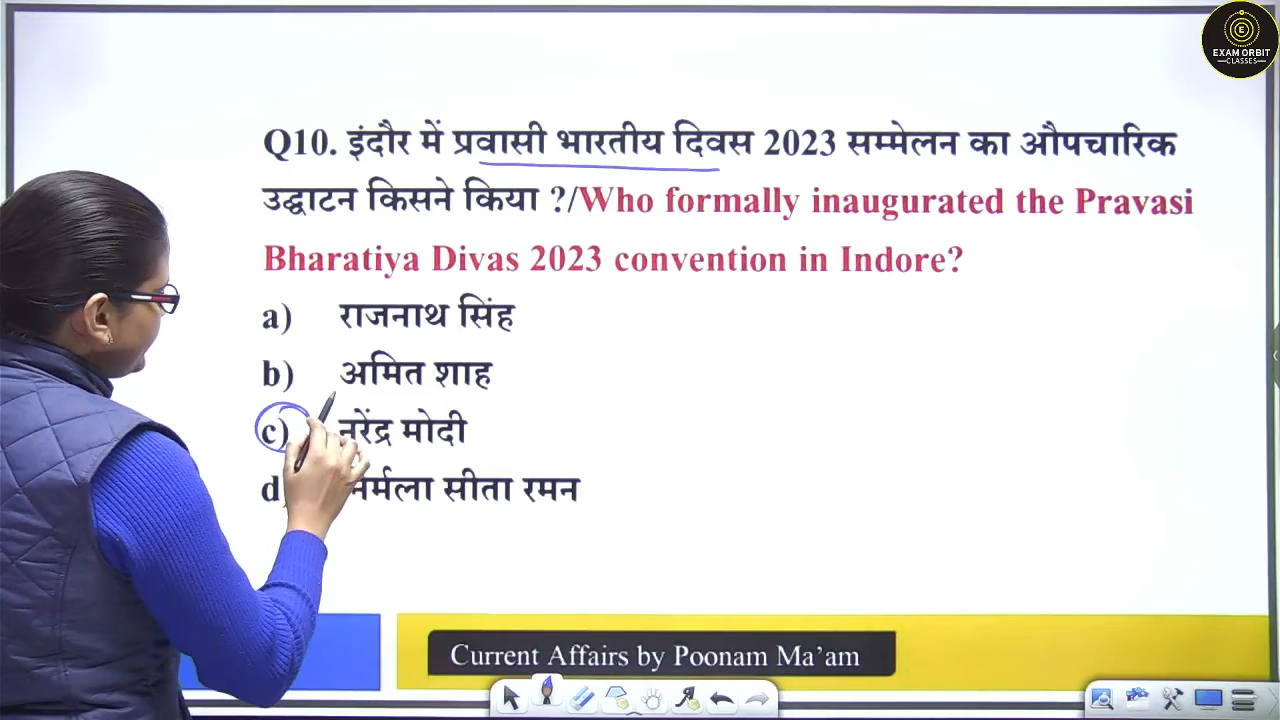 EXAM ORBIT
CLASSES
Q10. इंदौर में प्रवासी भारतीय दिवस 2023 सम्मेलन का औपचारिक
उद्घाटन किसने किया ?/Who formally inaugurated the Pravasi
Bharatiya Divas 2023 convention in Indore?
a) राजनाथ सिंह
b) अमित शाह
c) नरेंद्र मोदी
d) सीता रमन
Current Affairs by Poonam Ma'am